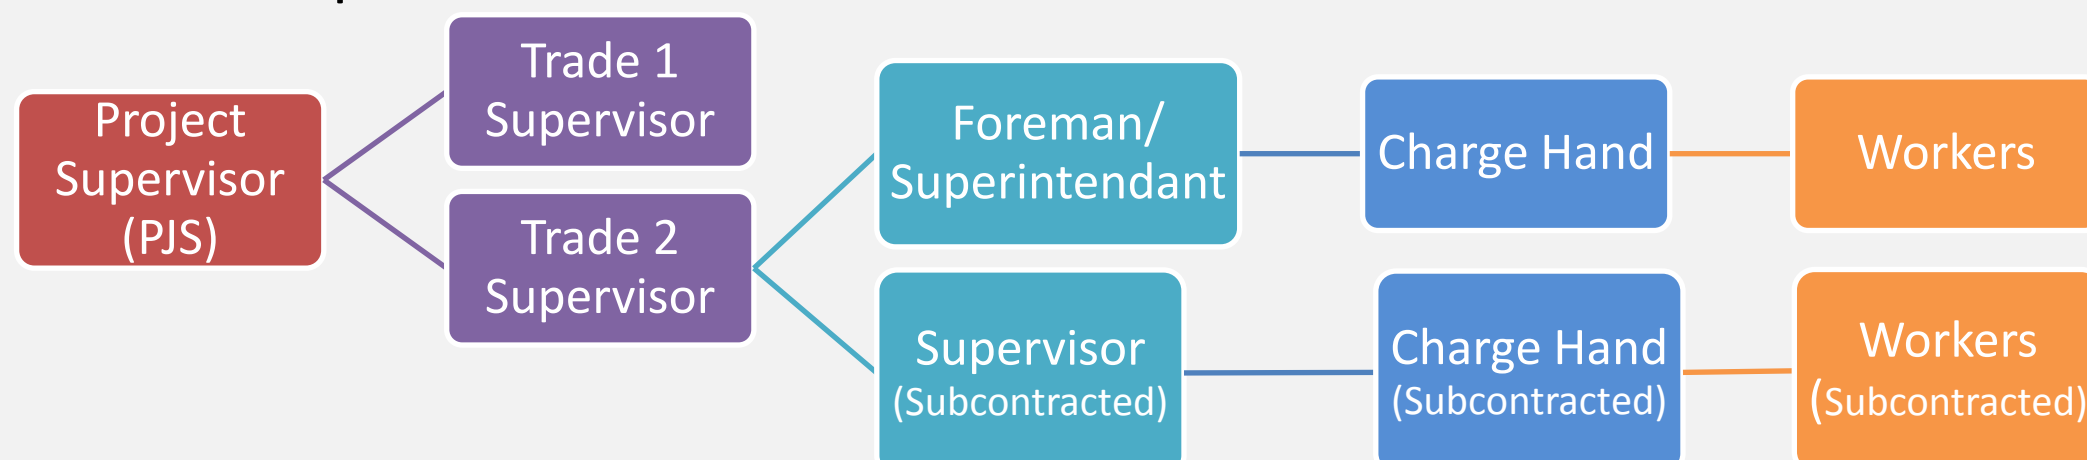 Project
Supervisor
(PJS)
Trade 1
Supervisor
Trade 2
Supervisor
Foreman/
Superintendant
Charge Hand
Workers
Supervisor
(Subcontracted)
Charge Hand
(Subcontracted)
Workers
(Subcontracted)